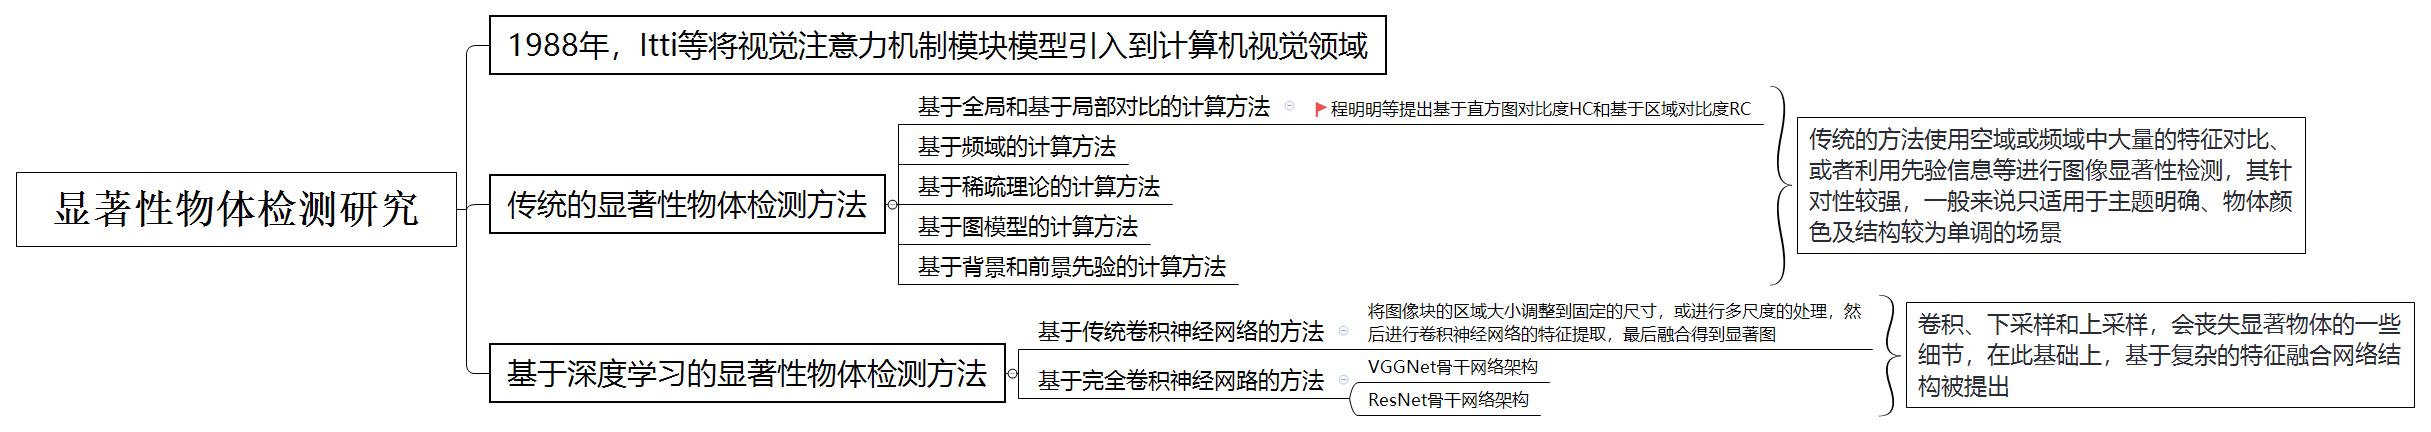 显著性物体检测研究
1988年，Itti等将视觉注意力机制模块模型引入到计算机视觉领域
传统的显著性物体检测方法
基于全局和基于局部对比的计算方法
程明明等提出基于直方图对比度HC和基于区域对比度RC
基于频域的计算方法
基于稀疏理论的计算方法
基于图模型的计算方法
基于背景和前景先验的计算方法
传统的方法使用空域或频域中大量的特征对比、
或者利用先验信息等进行图像显著性检测，其针
对性较强，一般来说只适用于主题明确、物体颜
色及结构较为单调的场景
基于深度学习的显著性物体检测方法
基于传统卷积神经网络的方法
将图像块的区域大小调整到固定的尺寸，或进行多尺度的处理，然
后进行卷积神经网络的特征提取，最后融合得到显著图
基于完全卷积神经网路的方法
VGGNet骨干网络架构
ResNet骨干网络架构
卷积、下采样和上采样，会丧失显著物体的一些
细节，在此基础上，基于复杂的特征融合网络结
构被提出